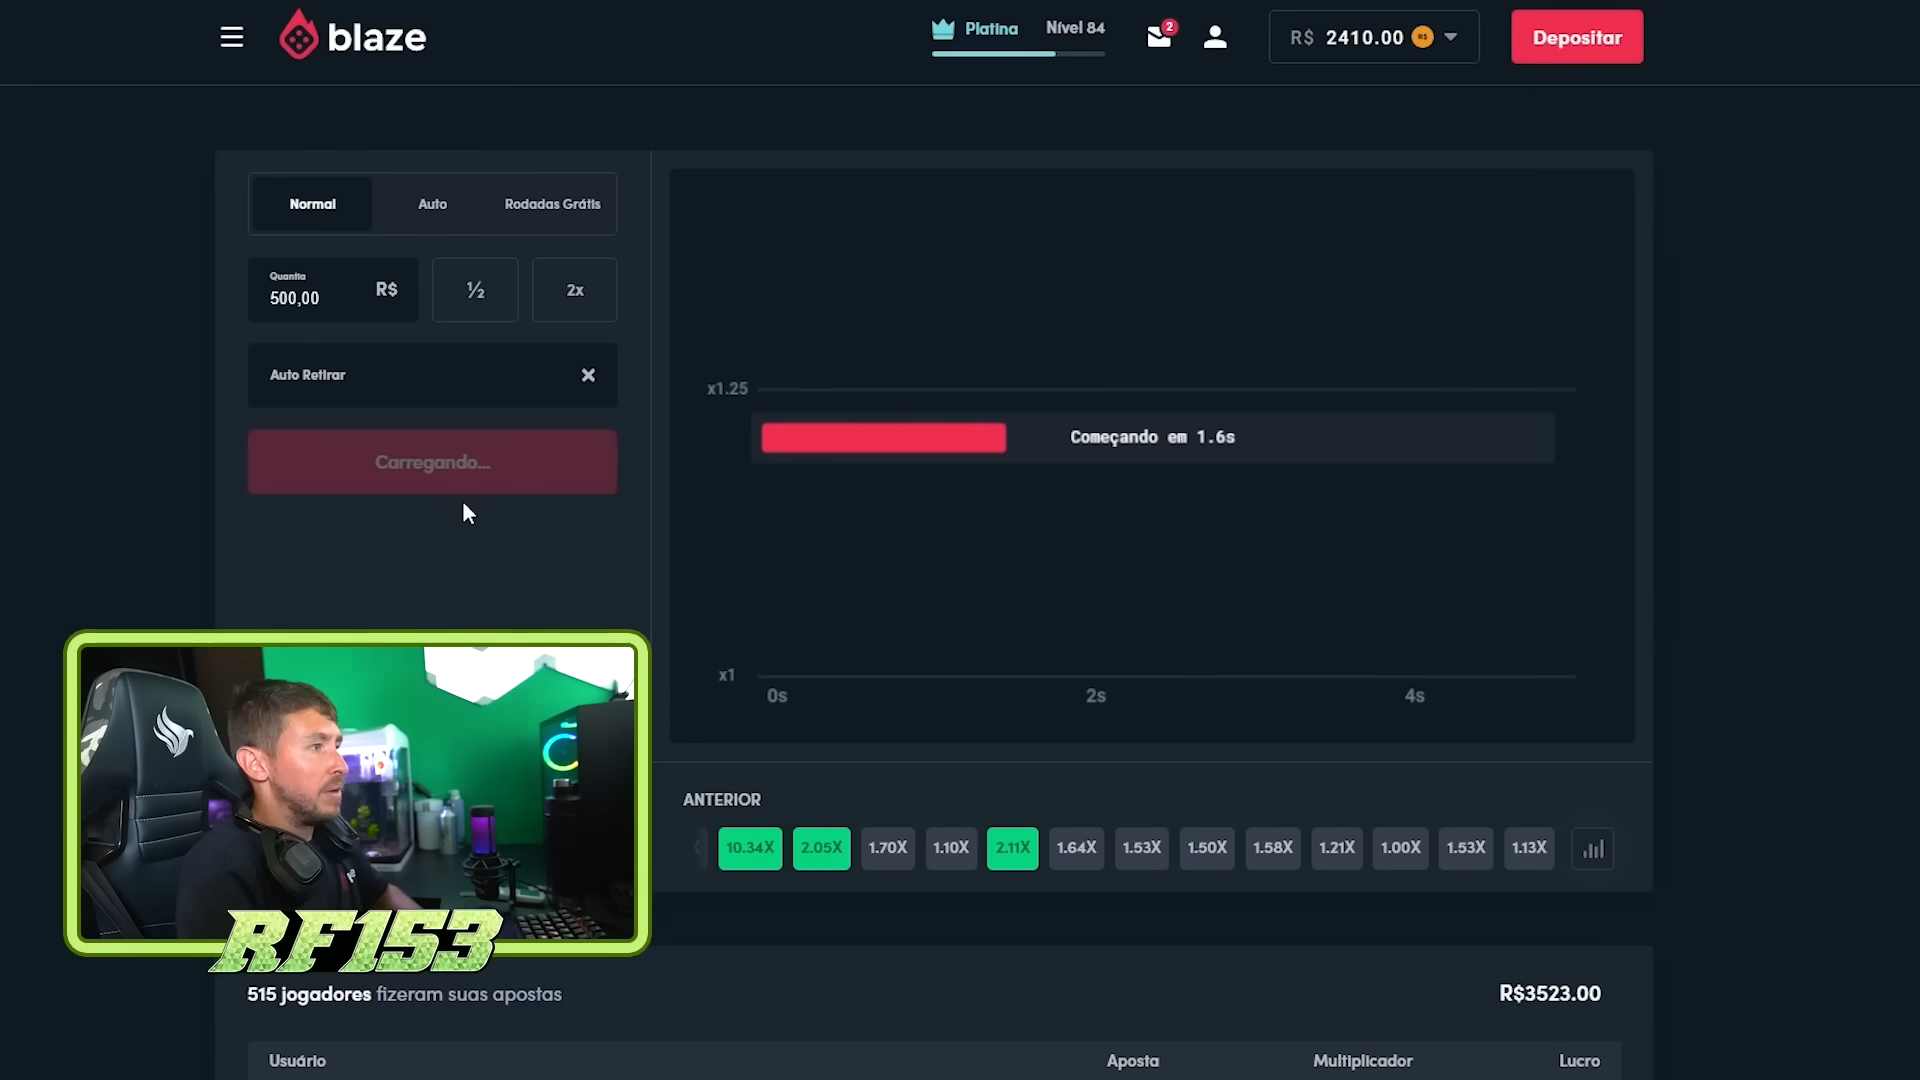 blaze
Platina Nível 84
2
R$ 2410.00 R$
Depositar
Normal Auto Rodadas Grátis
Quantia
500,00 R$ ½ 2x
Auto Retirar
Carregando...
x1.25
Começando em 1.6s
x1
0s 2s 4s
ANTERIOR
10.34X 2.05X 1.70X 1.10X 2.11X 1.64X 1.53X 1.50X 1.58X 1.21X 1.00X 1.53X 1.13X
RF153
515 jogadores fizeram suas apostas
R$3523.00
Usuário Aposta Multiplicador Lucro